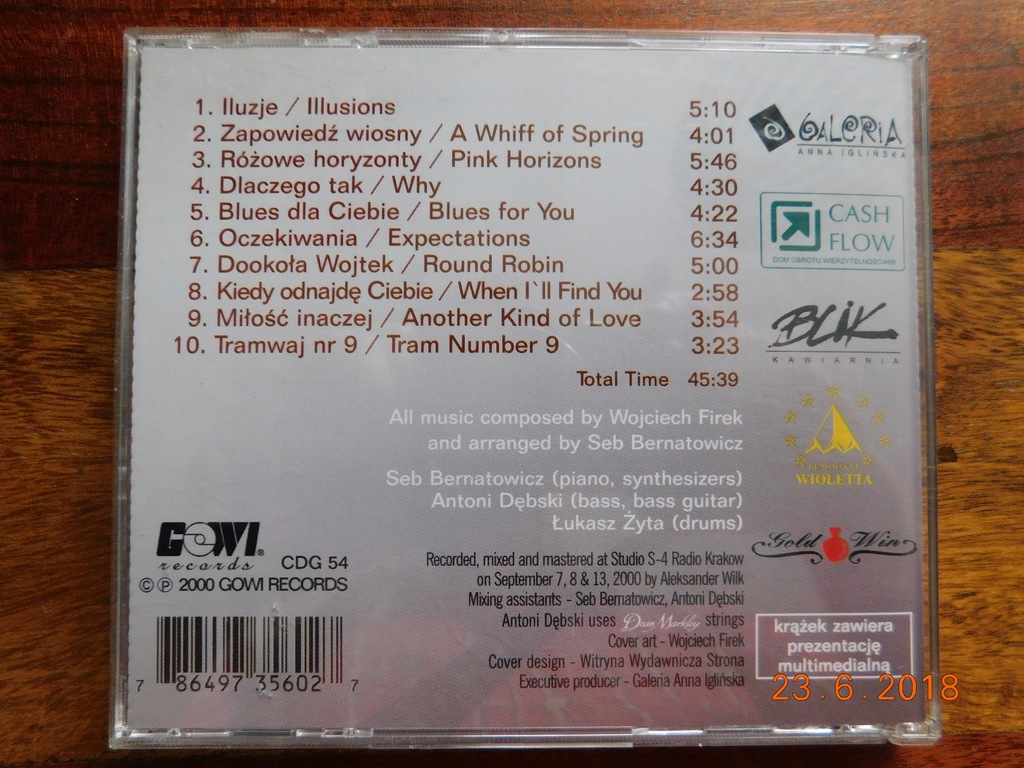 1. Iluzje / Illusions 5:10
2. Zapowiedź wiosny / A Whiff of Spring 4:01
3. Różowe horyzonty / Pink Horizons 5:46
4. Dlaczego tak / Why 4:30
5. Blues dla Ciebie / Blues for You 4:22
6. Oczekiwania / Expectations 6:34
7. Dookoła Wojtek / Round Robin 5:00
8. Kiedy odnajdę Ciebie / When I`ll Find You 2:58
9. Miłość inaczej / Another Kind of Love 3:54
10. Tramwaj nr 9 / Tram Number 9 3:23
Total Time 45:39
All music composed by Wojciech Firek
and arranged by Seb Bernatowicz
Seb Bernatowicz (piano, synthesizers)
Antoni Dębski (bass, bass guitar)
Łukasz Żyta (drums)
Recorded, mixed and mastered at Studio S-4 Radio Krakow
on September 7, 8 & 13, 2000 by Aleksander Wilk
Mixing assistants - Seb Bernatowicz, Antoni Dębski
Antoni Dębski uses Dean Markley strings
Cover art - Wojciech Firek
Cover design - Witryna Wydawnicza Strona
Executive producer - Galeria Anna Iglińska
GOWI®
records
CDG 54
© ℗ 2000 GOWI RECORDS
7 86497 35602 7
GALERIA
ANNA IGLIŃSKA
CASH
FLOW
DOM OBROTU WIERZYTELNOŚCIAMI
BLIK
KAWIARNIA
PENSJONAT
WIOLETTA
Gold Win
krążek zawiera
prezentację
multimedialną
23.6.2018